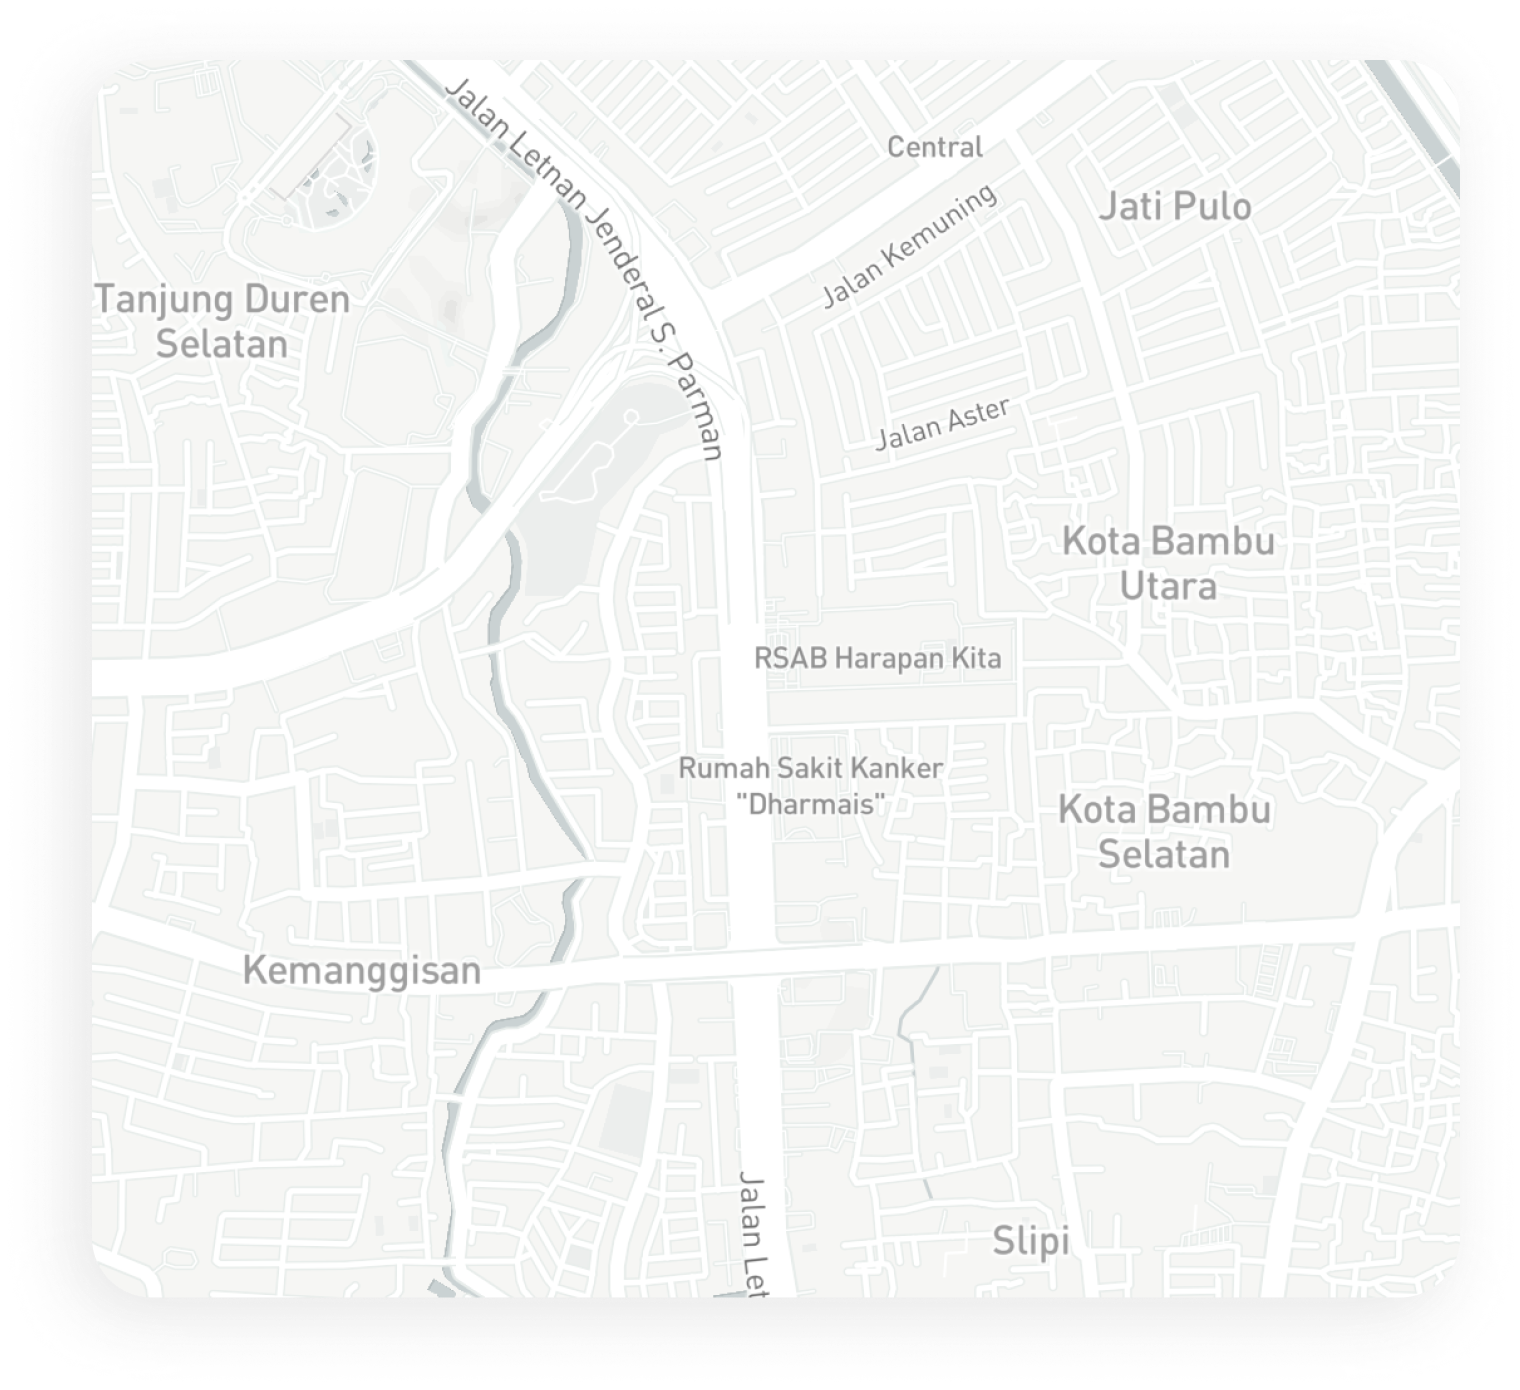 Jalan Letnan Jenderal S. Parman
Central
Jati Pulo
Jalan Kemuning
Tanjung Duren
Selatan
Jalan Aster
Kota Bambu
Utara
RSAB Harapan Kita
Rumah Sakit Kanker
"Dharmais"
Kota Bambu
Selatan
Kemanggisan
Jalan Let
Slipi